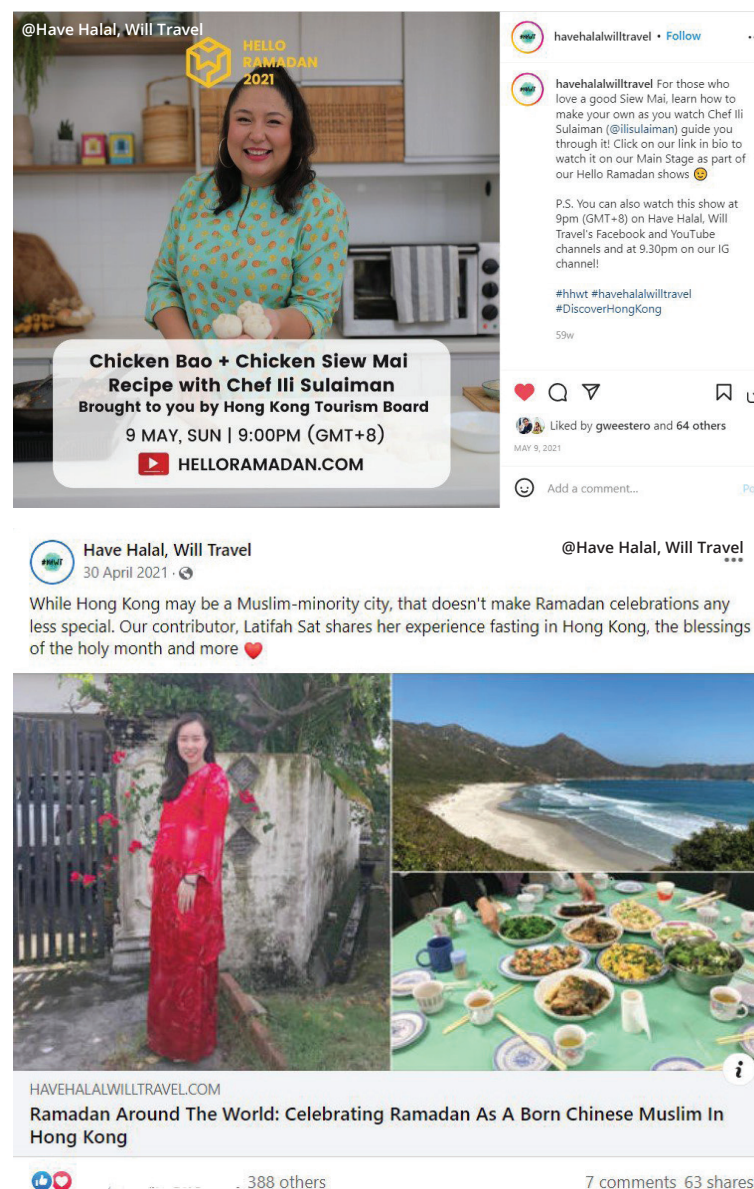 @Have Halal, Will Travel
HELLO
RAMADAN
2021
Chicken Bao + Chicken Siew Mai
Recipe with Chef Ili Sulaiman
Brought to you by Hong Kong Tourism Board
9 MAY, SUN | 9:00PM (GMT+8)
HELLORAMADAN.COM
#HHWT
havehalalwilltravel • Follow
#HHWT
havehalalwilltravel For those who
love a good Siew Mai, learn how to
make your own as you watch Chef Ili
Sulaiman (@ilisulaiman) guide you
through it! Click on our link in bio to
watch it on our Main Stage as part of
our Hello Ramadan shows 😉
P.S. You can also watch this show at
9pm (GMT+8) on Have Halal, Will
Travel's Facebook and YouTube
channels and at 9.30pm on our IG
channel!
#hhwt #havehalalwilltravel
#DiscoverHongKong
59w
Liked by gweestero and 64 others
MAY 9, 2021
Add a comment...
#HHWT
Have Halal, Will Travel
@Have Halal, Will Travel
30 April 2021 ·
While Hong Kong may be a Muslim-minority city, that doesn't make Ramadan celebrations any
less special. Our contributor, Latifah Sat shares her experience fasting in Hong Kong, the blessings
of the holy month and more ❤️
HAVEHALALWILLTRAVEL.COM
Ramadan Around The World: Celebrating Ramadan As A Born Chinese Muslim In
Hong Kong
388 others
7 comments 63 shares